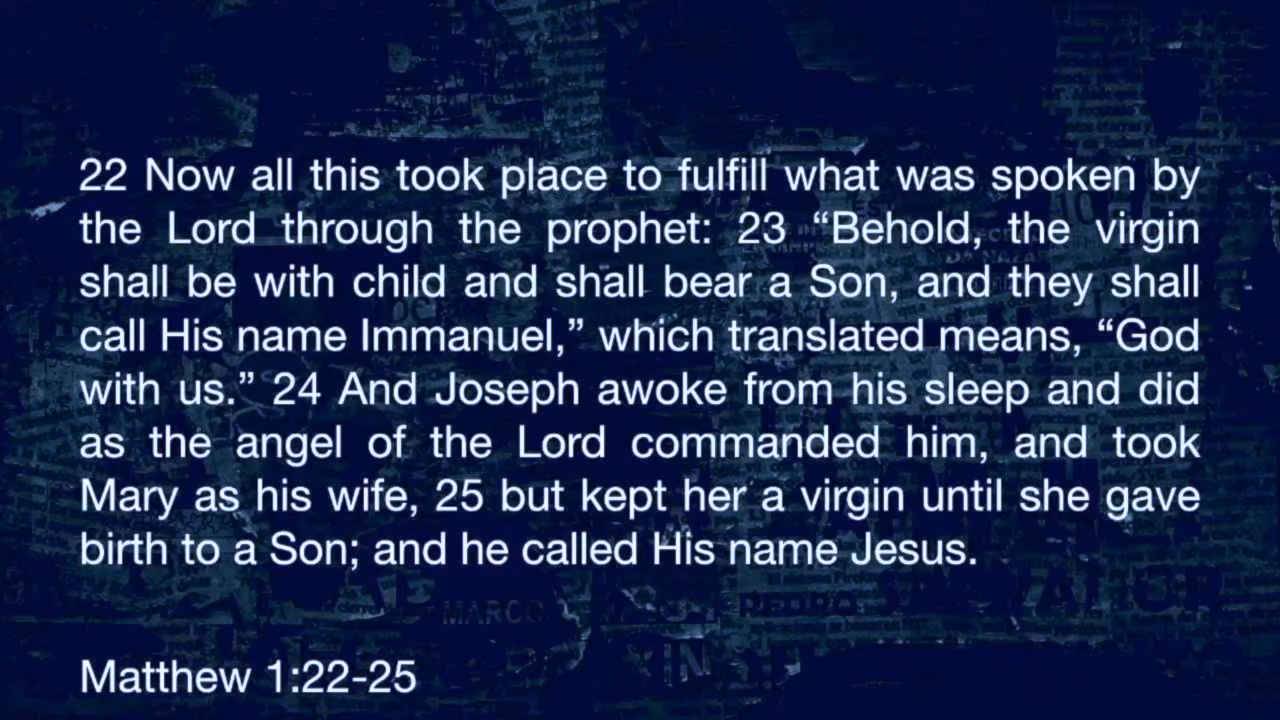 22 Now all this took place to fulfill what was spoken by
the Lord through the prophet: 23 “Behold, the virgin
shall be with child and shall bear a Son, and they shall
call His name Immanuel,” which translated means, “God
with us.” 24 And Joseph awoke from his sleep and did
as the angel of the Lord commanded him, and took
Mary as his wife, 25 but kept her a virgin until she gave
birth to a Son; and he called His name Jesus.
MARCO
PEDRO
Matthew 1:22-25